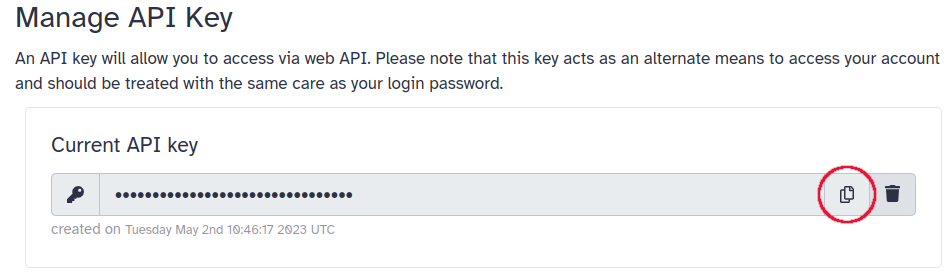 Manage API Key
An API key will allow you to access via web API. Please note that this key acts as an alternate means to access your account
and should be treated with the same care as your login password.
Current API key
••••••••••••••••••••••••••••••••
created on Tuesday May 2nd 10:46:17 2023 UTC